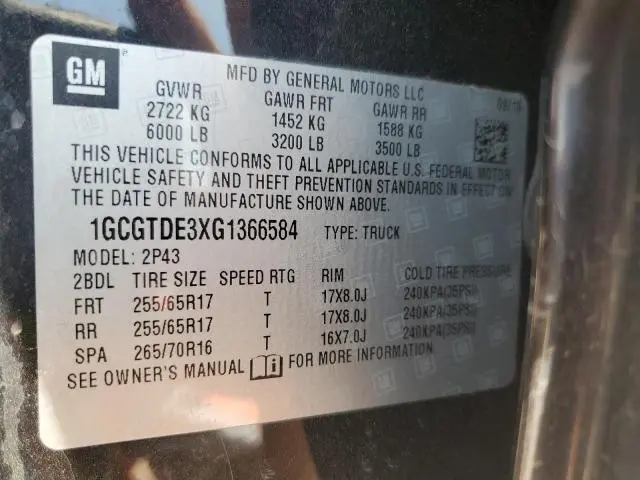 GM
MFD BY GENERAL MOTORS LLC
GVWR GAWR FRT GAWR RR
2722 KG 1452 KG 1588 KG
6000 LB 3200 LB 3500 LB
THIS VEHICLE CONFORMS TO ALL APPLICABLE U.S. FEDERAL MOTOR
VEHICLE SAFETY AND THEFT PREVENTION STANDARDS IN EFFECT ON
THE DATE OF MANUFACTURE SHOWN ABOVE.
1GCGTDE3XG1366584 TYPE: TRUCK
MODEL: 2P43
2BDL TIRE SIZE SPEED RTG RIM COLD TIRE PRESSURE
FRT 255/65R17 T 17X8.0J 240KPA(35PSI)
RR 255/65R17 T 17X8.0J 240KPA(35PSI)
SPA 265/70R16 T 16X7.0J 240KPA(35PSI)
SEE OWNER'S MANUAL FOR MORE INFORMATION